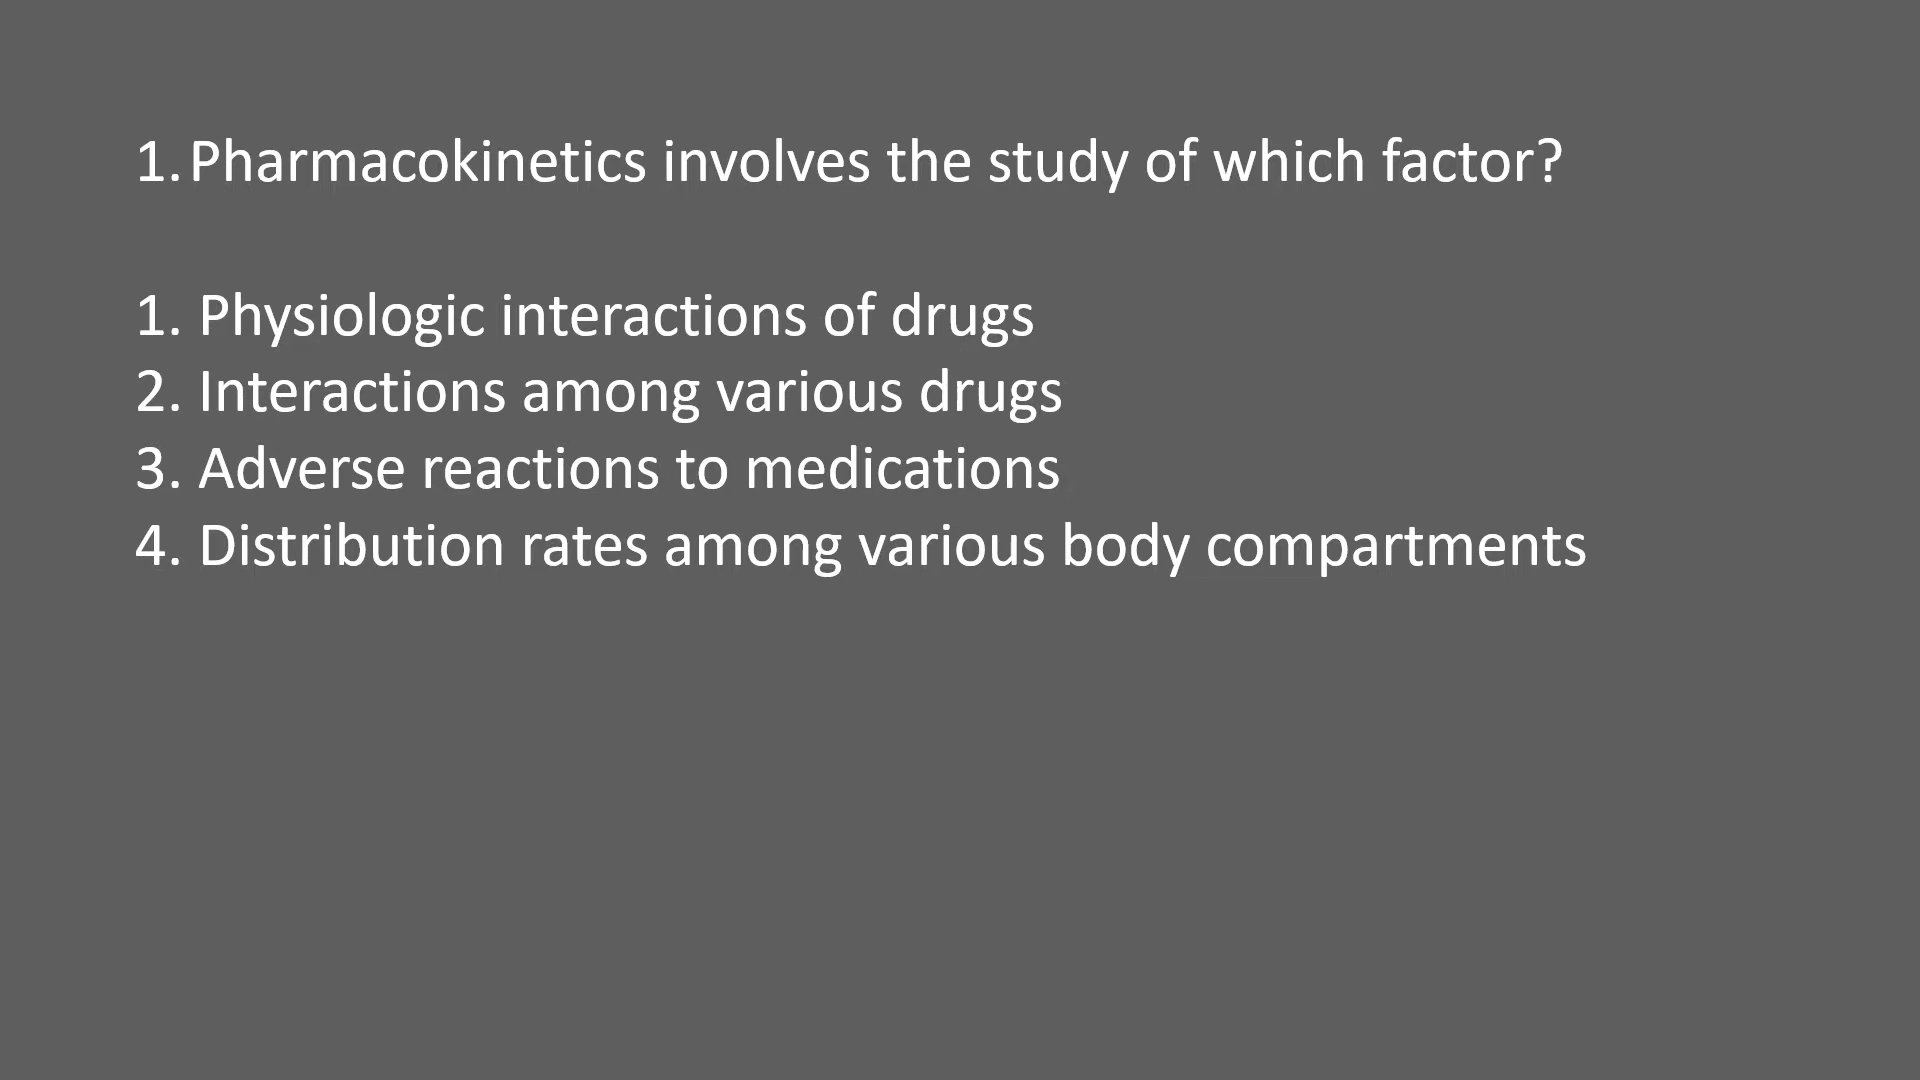 1. Pharmacokinetics involves the study of which factor?
1. Physiologic interactions of drugs
2. Interactions among various drugs
3. Adverse reactions to medications
4. Distribution rates among various body compartments